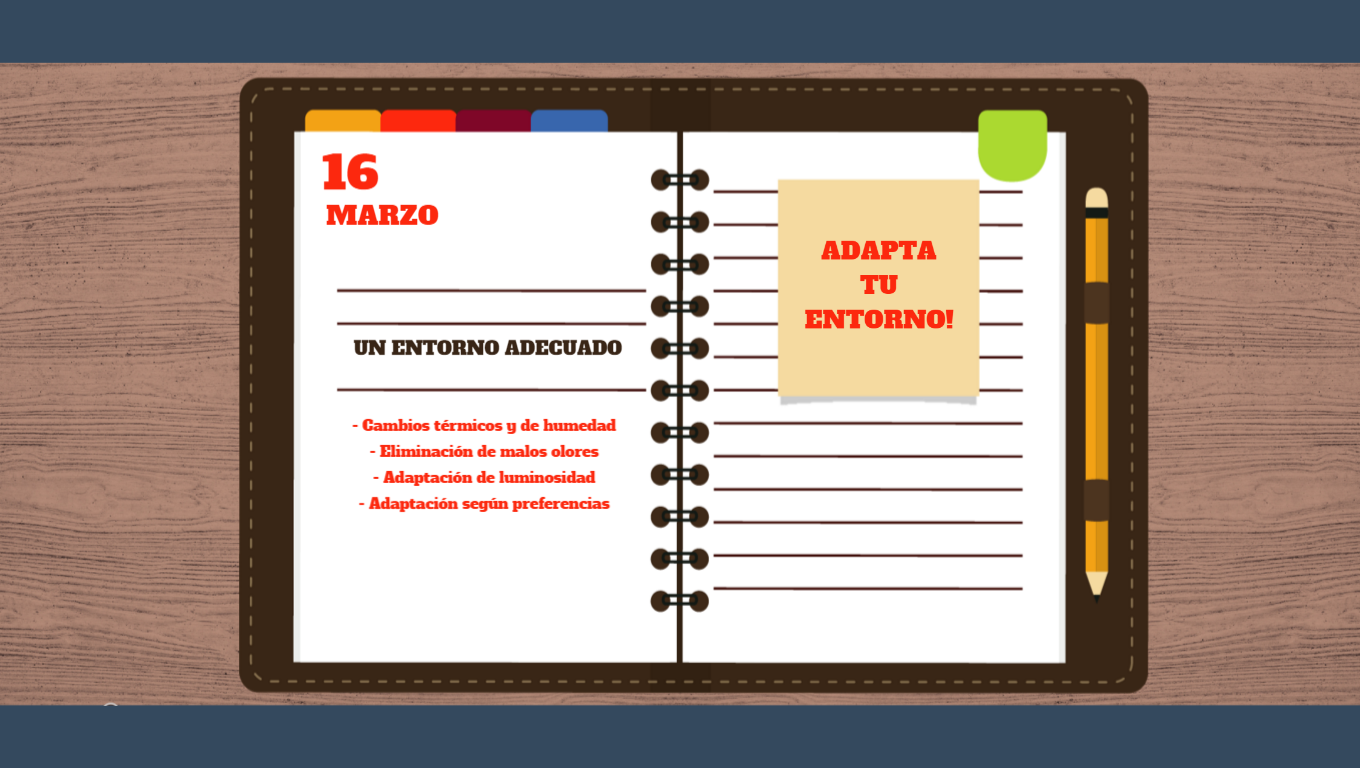 16
MARZO
UN ENTORNO ADECUADO
- Cambios térmicos y de humedad
- Eliminación de malos olores
- Adaptación de luminosidad
- Adaptación según preferencias
ADAPTA
TU
ENTORNO!